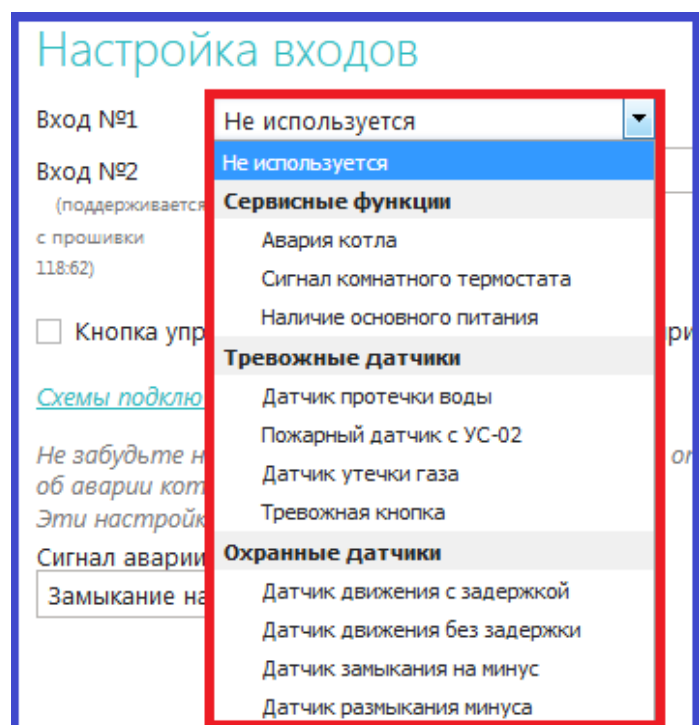 Настройка входов
Вход №1
Не используется
Вход №2
Не используется
(поддерживается
с прошивки
118:62)
Сервисные функции
Авария котла
Сигнал комнатного термостата
Наличие основного питания
Кнопка упр
ри
Тревожные датчики
Схемы подклю
Датчик протечки воды
Пожарный датчик с УС-02
Датчик утечки газа
Тревожная кнопка
Не забудьте н
об аварии кот
Эти настройк
Сигнал аварии
Замыкание на
Охранные датчики
Датчик движения с задержкой
Датчик движения без задержки
Датчик замыкания на минус
Датчик размыкания минуса